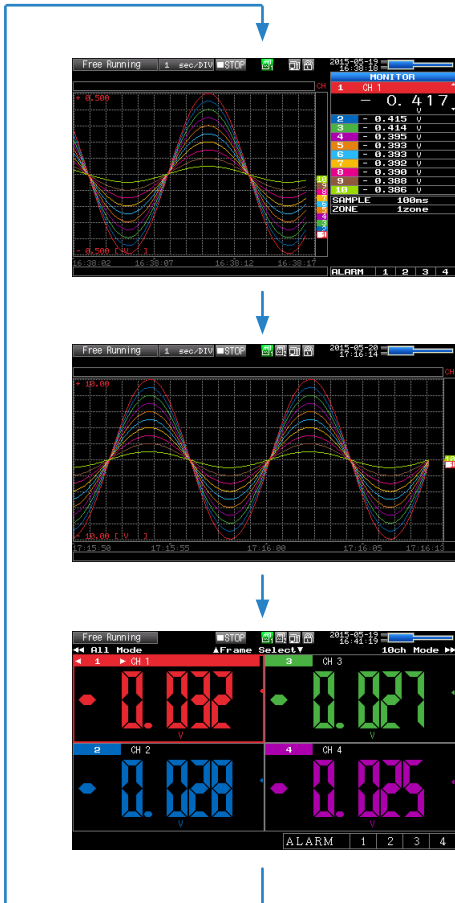 Free Running 1 sec/DIV STOP 2015-05-19 16:38:18
MONITOR
CH 1 CH 1
+ 0.500
- 0.417
V
2 - 0.415 V
3 - 0.414 V
4 - 0.395 V
5 - 0.393 V
6 - 0.393 V
7 - 0.392 V
8 - 0.390 V
9 - 0.388 V
10 - 0.386 V
SAMPLE 100ms
ZONE 1zone
- 0.500 [ V ]
16:38:02 16:38:07 16:38:12 16:38:17
ALARM 1 2 3 4
Free Running 1 sec/DIV STOP 2015-05-20 17:16:14
CH
+ 10.00
- 10.00 [ V ]
17:15:50 17:15:55 17:16:00 17:16:05 17:16:13
Free Running STOP 2015-05-19 16:41:19
◀◀ All Mode ▲Frame Select▼ 10ch Mode ▶▶
◀ 1 ▶ CH 1 3 CH 3
- 0.032 - 0.027
V V
2 CH 2 4 CH 4
- 0.028 - 0.025
V V
ALARM 1 2 3 4